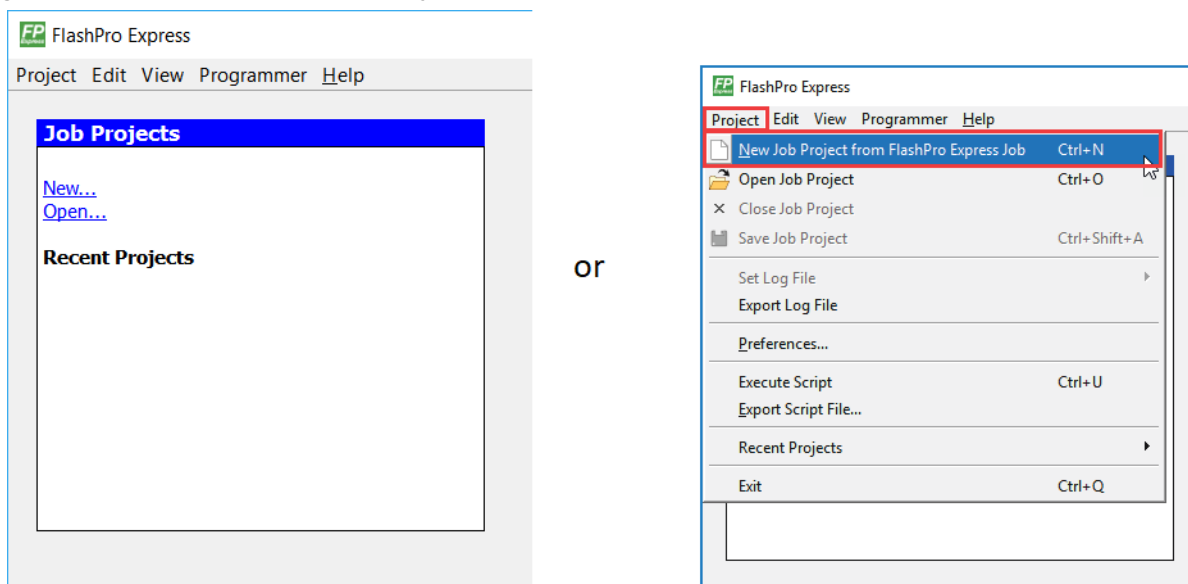 FP FlashPro Express
Project Edit View Programmer Help
Job Projects
New...
Open...
Recent Projects
or
FP FlashPro Express
Project Edit View Programmer Help
New Job Project from FlashPro Express Job Ctrl+N
Open Job Project Ctrl+O
Close Job Project
Save Job Project Ctrl+Shift+A
Set Log File
Export Log File
Preferences...
Execute Script Ctrl+U
Export Script File...
Recent Projects
Exit Ctrl+Q